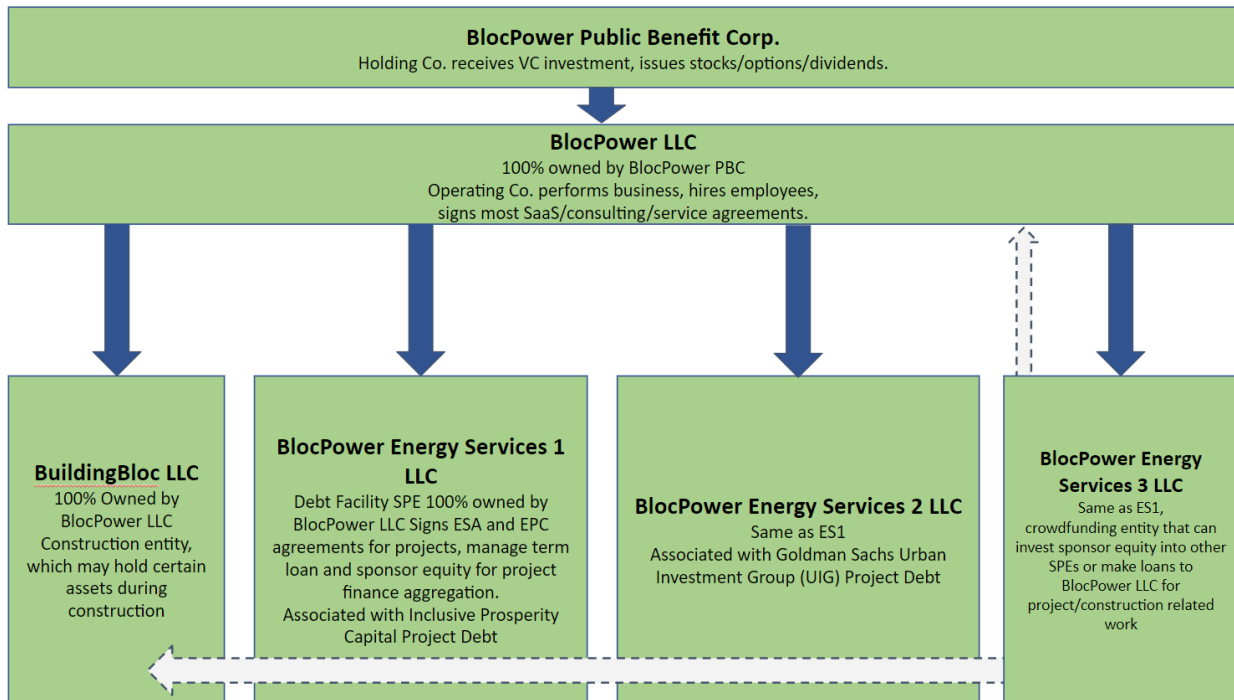 BlocPower Public Benefit Corp.
Holding Co. receives VC investment, issues stocks/options/dividends.
BlocPower LLC
100% owned by BlocPower PBC
Operating Co. performs business, hires employees,
signs most SaaS/consulting/service agreements.
BuildingBloc LLC
100% Owned by
BlocPower LLC
Construction entity,
which may hold certain
assets during
construction
BlocPower Energy Services 1
LLC
Debt Facility SPE 100% owned by
BlocPower LLC Signs ESA and EPC
agreements for projects, manage term
loan and sponsor equity for project
finance aggregation.
Associated with Inclusive Prosperity
Capital Project Debt
BlocPower Energy Services 2 LLC
Same as ES1
Associated with Goldman Sachs Urban
Investment Group (UIG) Project Debt
BlocPower Energy
Services 3 LLC
Same as ES1,
crowdfunding entity that can
invest sponsor equity into other
SPEs or make loans to
BlocPower LLC for
project/construction related
work